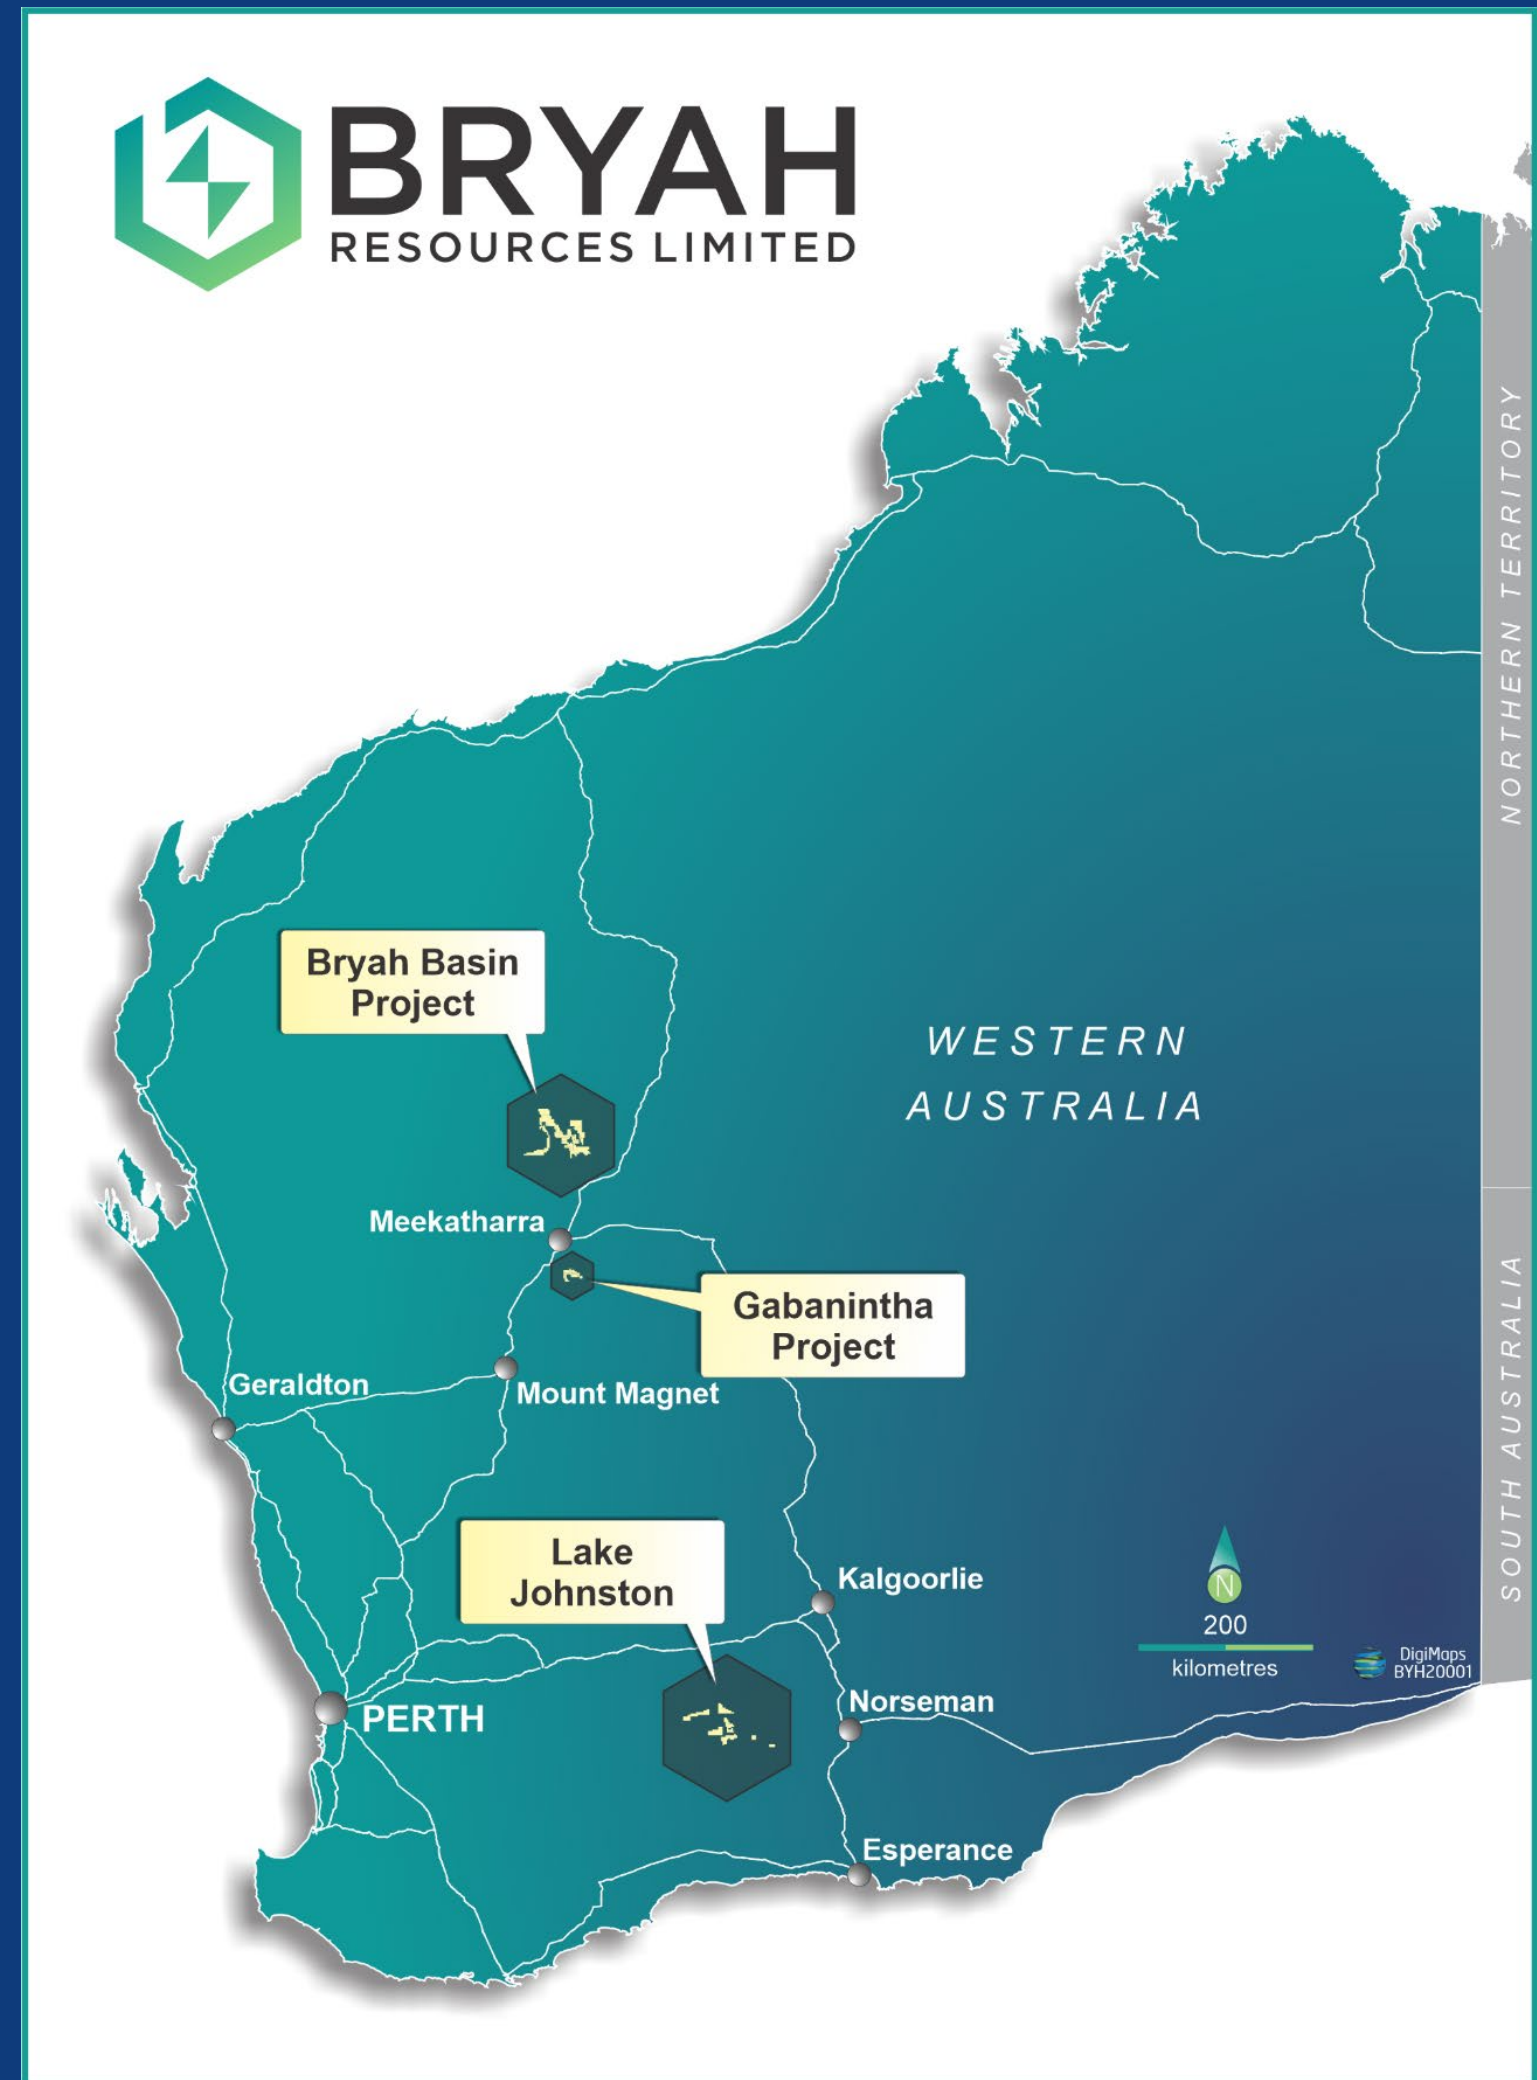 BRYAH
RESOURCES LIMITED
NORTHERN TERRITORY
Bryah Basin
Project
WESTERN
AUSTRALIA
Meekatharra
Gabanintha
Project
Geraldton
Mount Magnet
SOUTH AUSTRALIA
Lake
Johnston
Kalgoorlie
N
200
kilometres
DigiMaps
BYH20001
Norseman
PERTH
Esperance